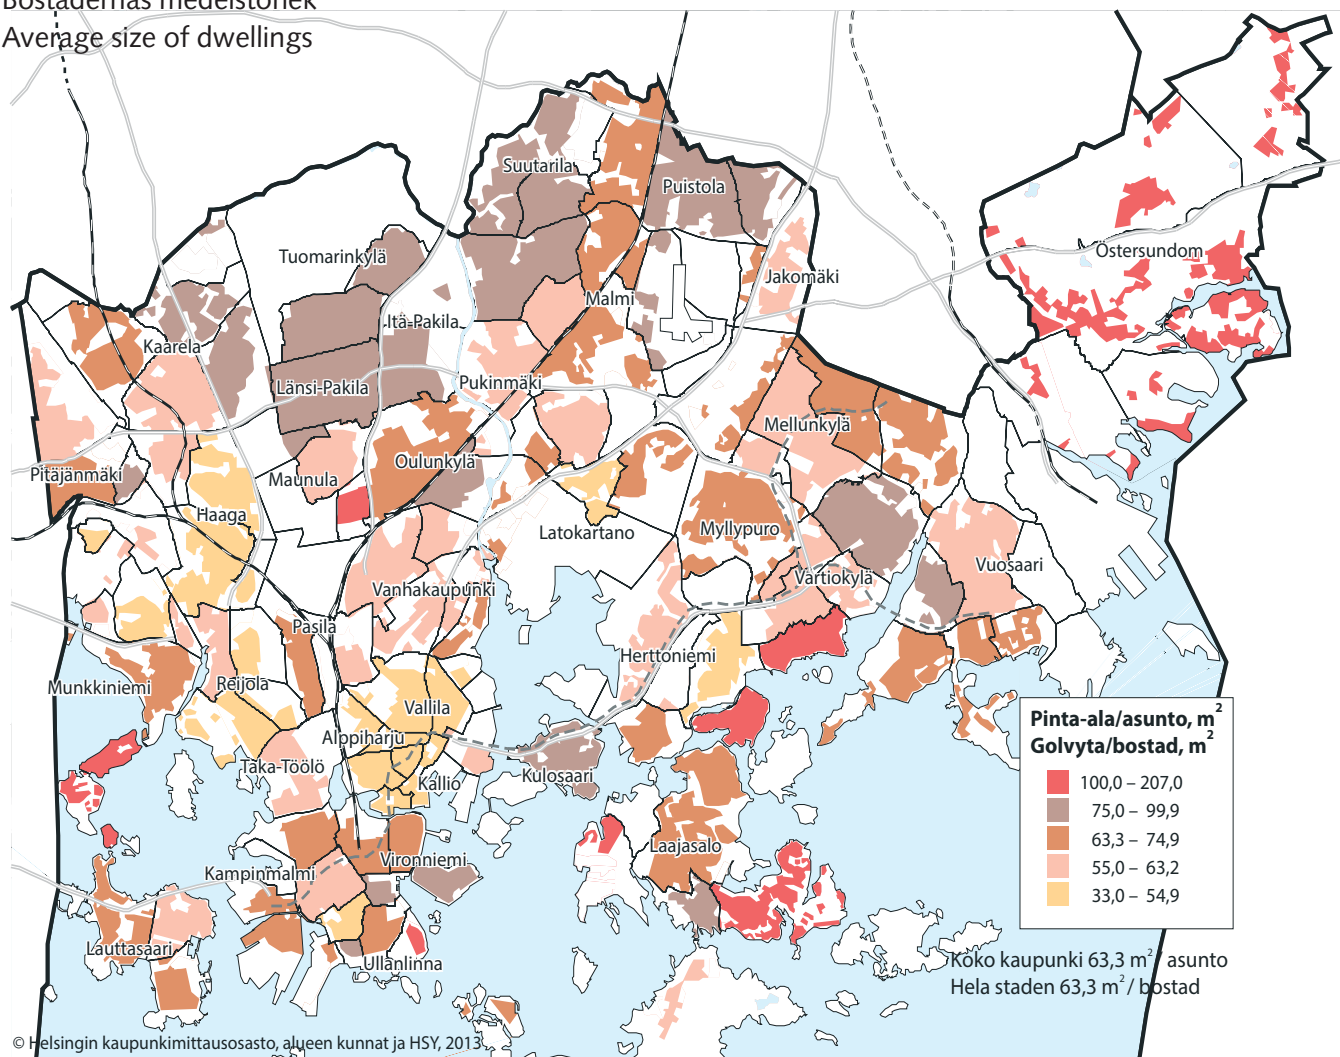 Bostädernas medelstorlek
Average size of dwellings
Suutarila
Puistola
Tuomarinkylä
Östersundom
Jakomäki
Malmi
Itä-Pakila
Kaarela
Länsi-Pakila
Pukinmäki
Mellunkylä
Oulunkylä
Pitäjänmäki
Maunula
Haaga
Latokartano
Myllypuro
Vuosaari
Vartiokylä
Vanhakaupunki
Pasila
Herttoniemi
Munkkiniemi
Reijola
Vallila
Alppiharju
Taka-Töölö
Kallio
Kulosaari
Laajasalo
Vironniemi
Kampinmalmi
Lauttasaari
Ullanlinna
Pinta-ala/asunto, m²
Golvyta/bostad, m²
100,0 – 207,0
75,0 – 99,9
63,3 – 74,9
55,0 – 63,2
33,0 – 54,9
Koko kaupunki 63,3 m² / asunto
Hela staden 63,3 m² / bostad
© Helsingin kaupunkimittausosasto, alueen kunnat ja HSY, 2013